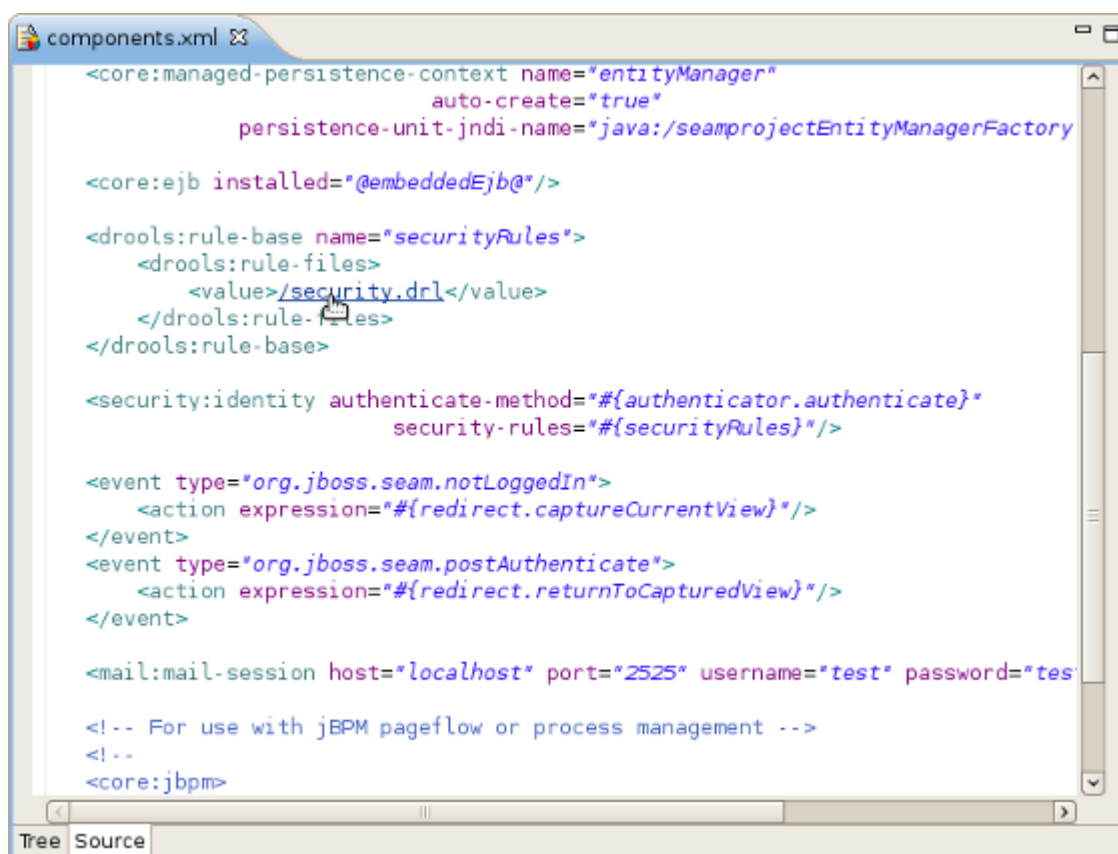 components.xml
<core:managed-persistence-context name="entityManager"
auto-create="true"
persistence-unit-jndi-name="java:/seamprojectEntityManagerFactory
<core:ejb installed="@embeddedEjb@"/>
<drools:rule-base name="securityRules">
<drools:rule-files>
<value>/security.drl</value>
</drools:rule-files>
</drools:rule-base>
<security:identity authenticate-method="#{authenticator.authenticate}"
security-rules="#{securityRules}"/>
<event type="org.jboss.seam.notLoggedIn">
<action expression="#{redirect.captureCurrentView}"/>
</event>
<event type="org.jboss.seam.postAuthenticate">
<action expression="#{redirect.returnToCapturedView}"/>
</event>
<mail:mail-session host="localhost" port="2525" username="test" password="tes
<!-- For use with jBPM pageflow or process management -->
<!--
<core:jbpm>
Tree Source